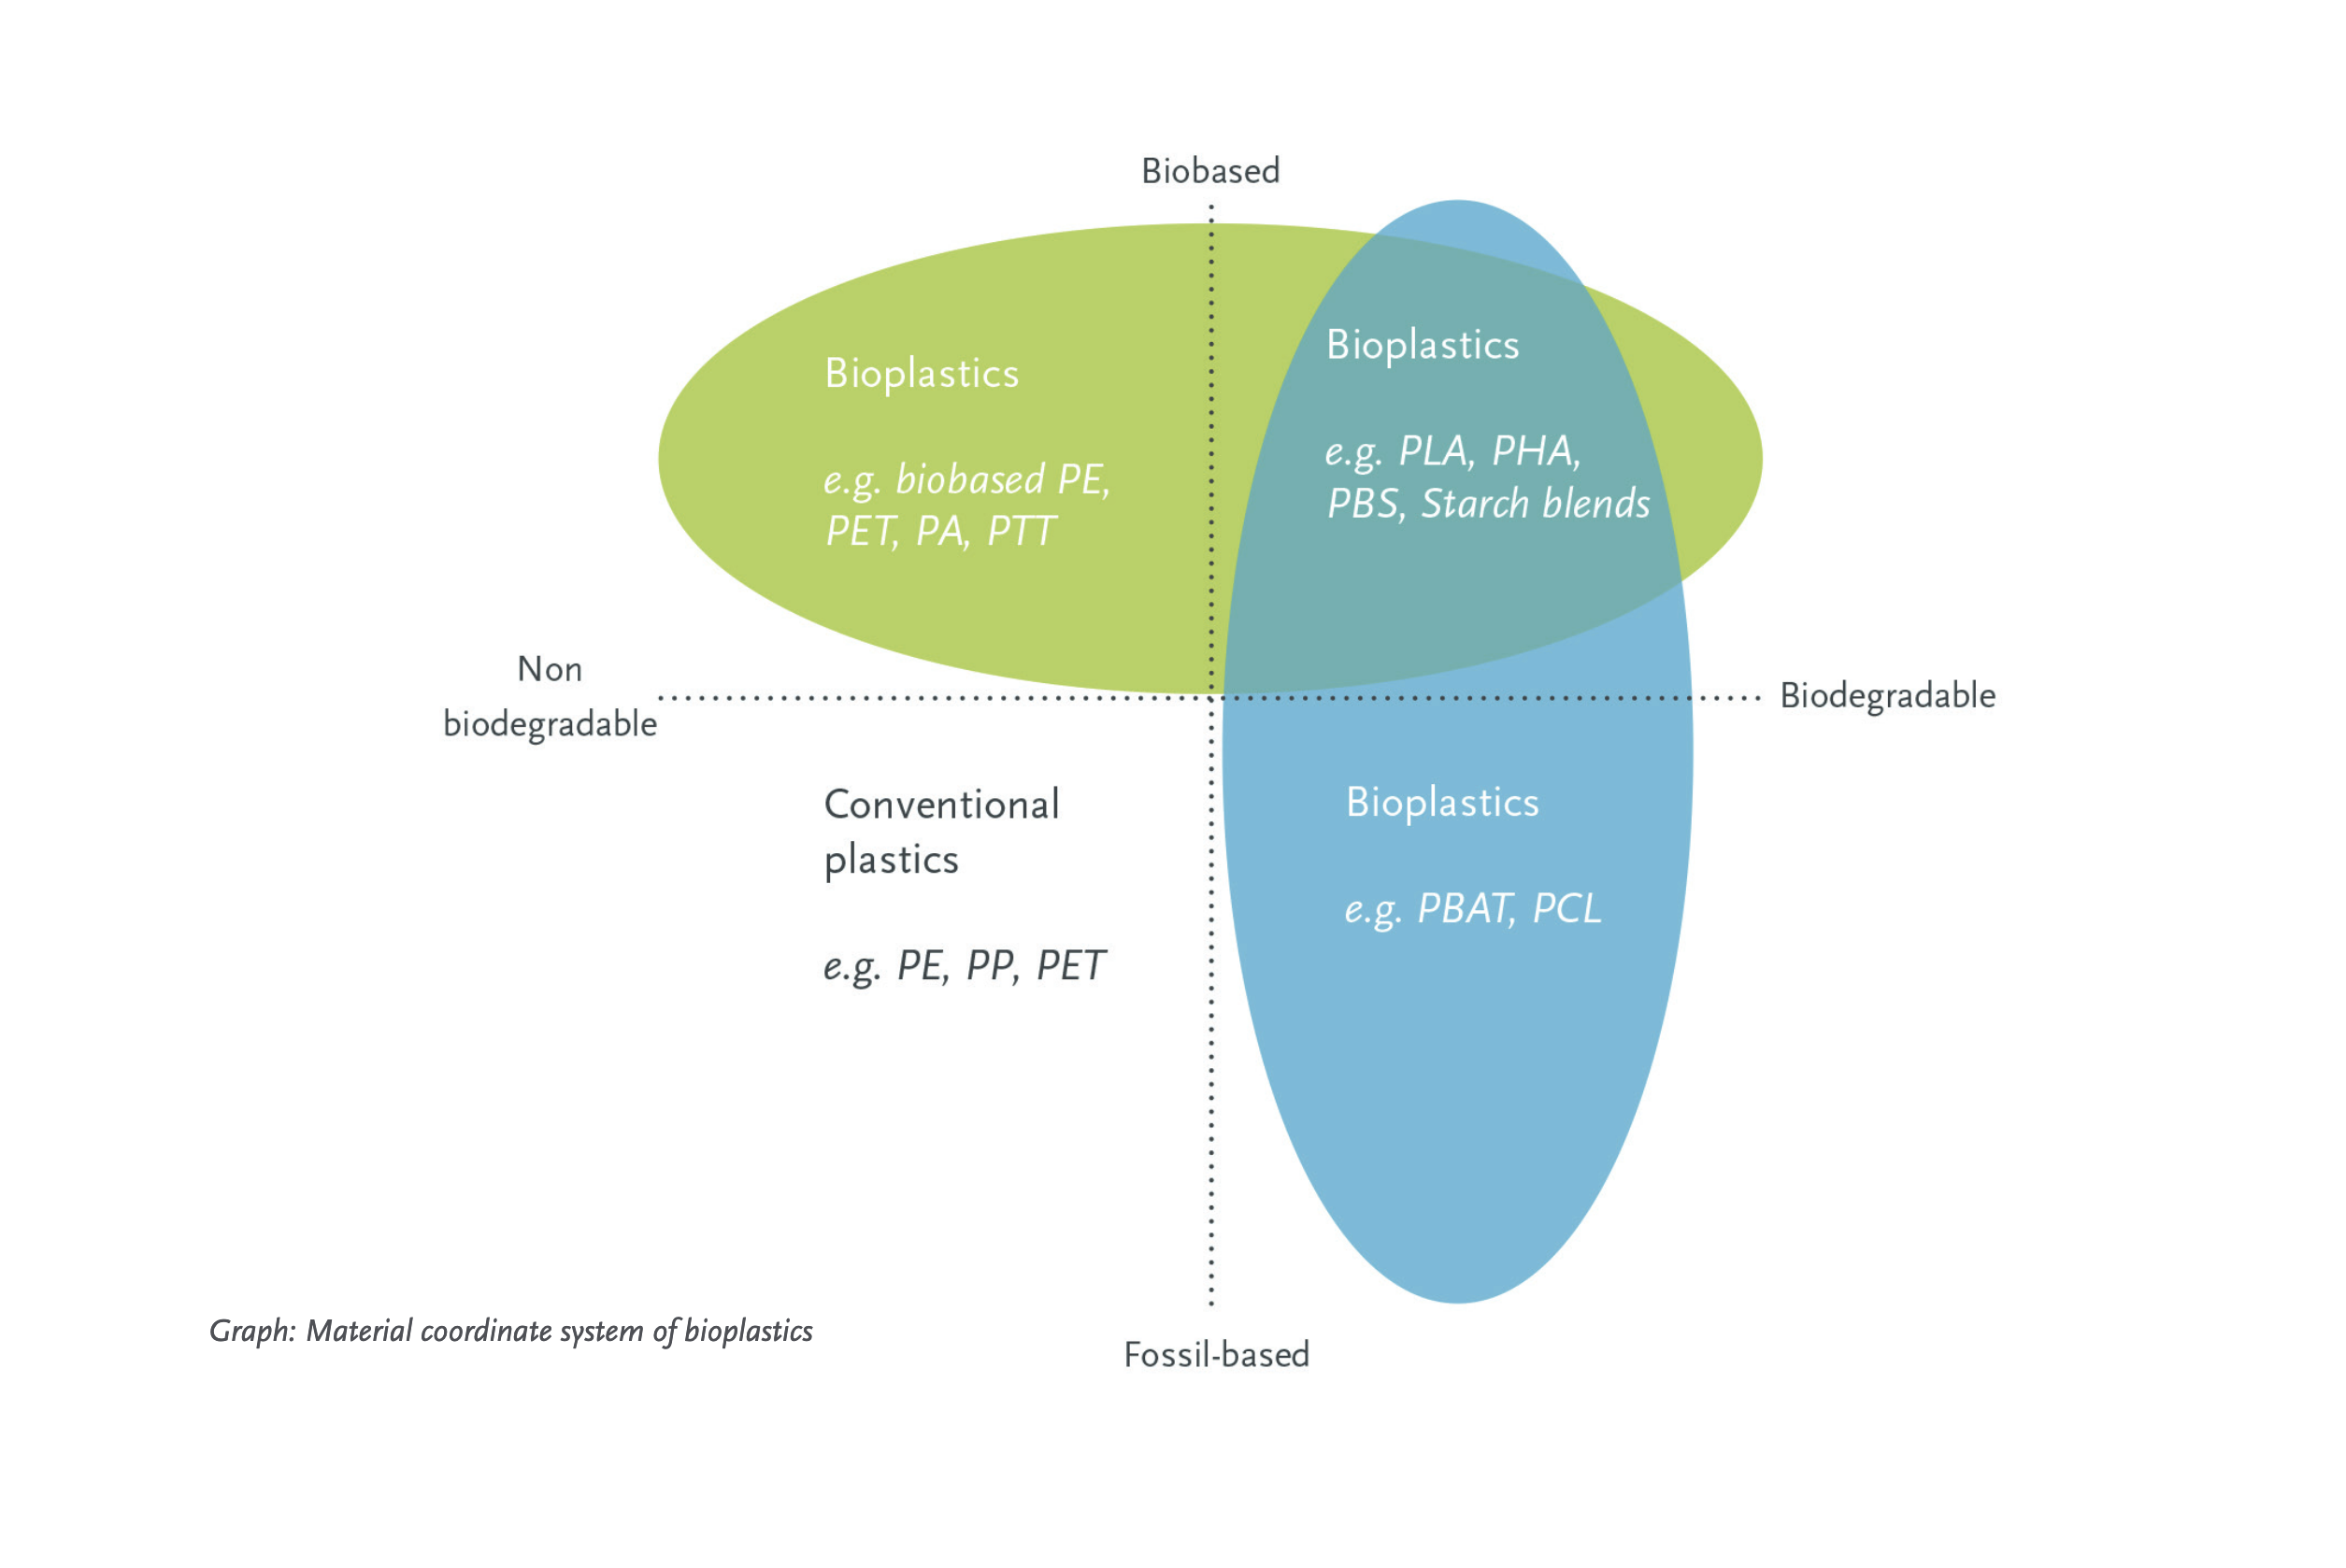 Biobased
Bioplastics
e.g. biobased PE,
PET, PA, PTT
Bioplastics
e.g. PLA, PHA,
PBS, Starch blends
Non
biodegradable
Biodegradable
Conventional
plastics
e.g. PE, PP, PET
Bioplastics
e.g. PBAT, PCL
Graph: Material coordinate system of bioplastics
Fossil-based